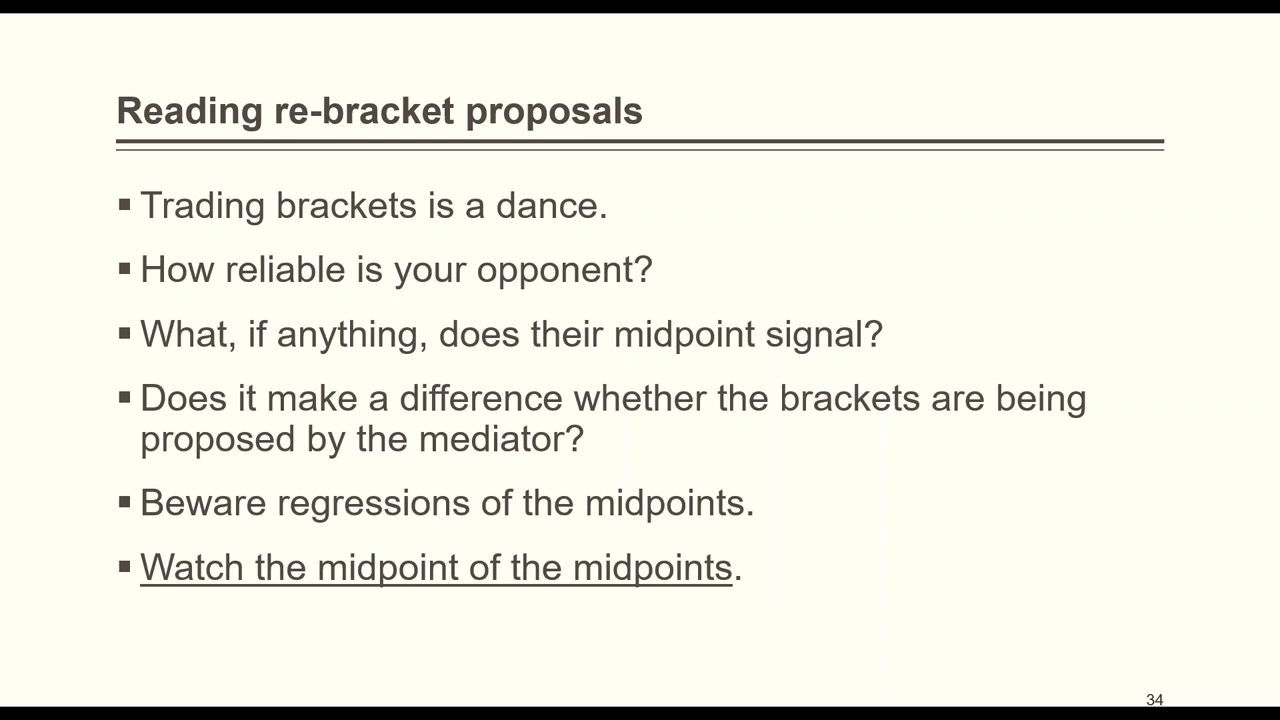 Reading re-bracket proposals
▪ Trading brackets is a dance.
▪ How reliable is your opponent?
▪ What, if anything, does their midpoint signal?
▪ Does it make a difference whether the brackets are being
proposed by the mediator?
▪ Beware regressions of the midpoints.
▪ Watch the midpoint of the midpoints.
34